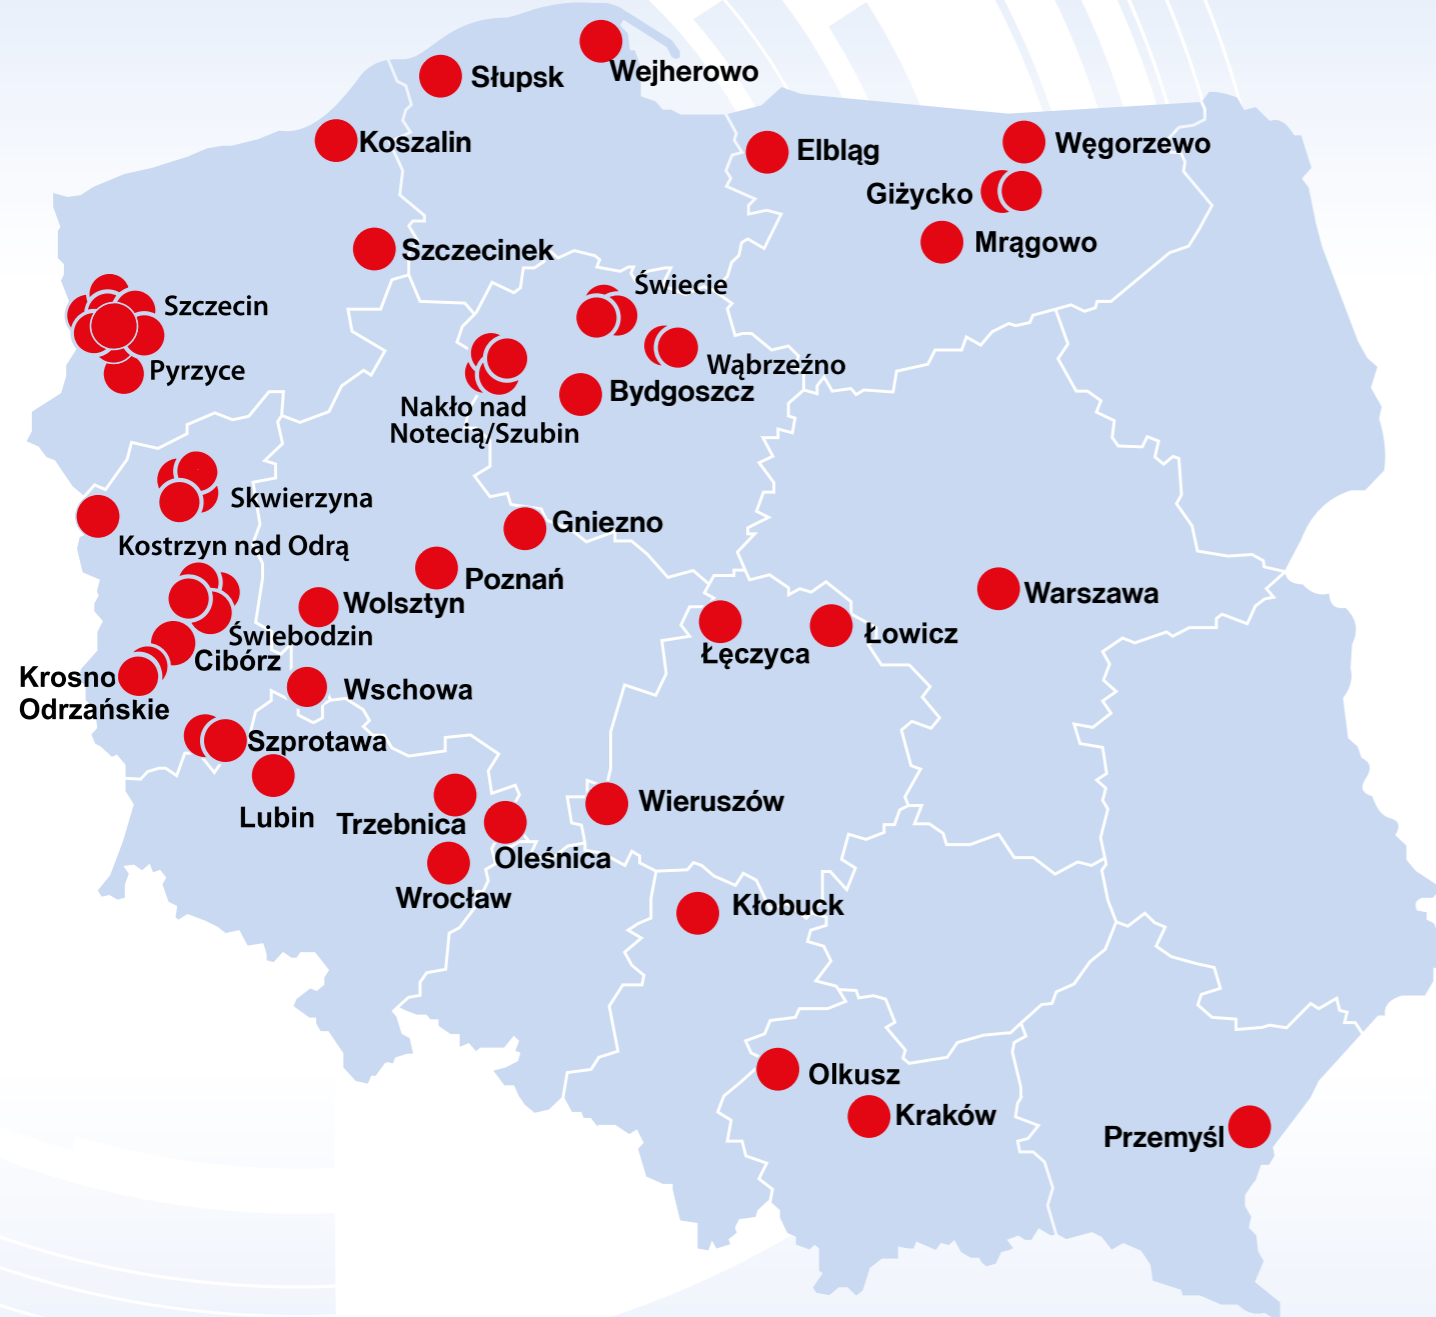 Wejherowo
Słupsk
Koszalin
Elbląg
Węgorzewo
Giżycko
Mrągowo
Szczecinek
Świecie
Szczecin
Wąbrzeźno
Pyrzyce
Bydgoszcz
Nakło nad
Notecią/Szubin
Skwierzyna
Gniezno
Kostrzyn nad Odrą
Poznań
Warszawa
Wolsztyn
Łowicz
Świebodzin
Łęczyca
Cibórz
Krosno
Odrzańskie
Wschowa
Szprotawa
Wieruszów
Lubin
Trzebnica
Oleśnica
Wrocław
Kłobuck
Olkusz
Kraków
Przemyśl